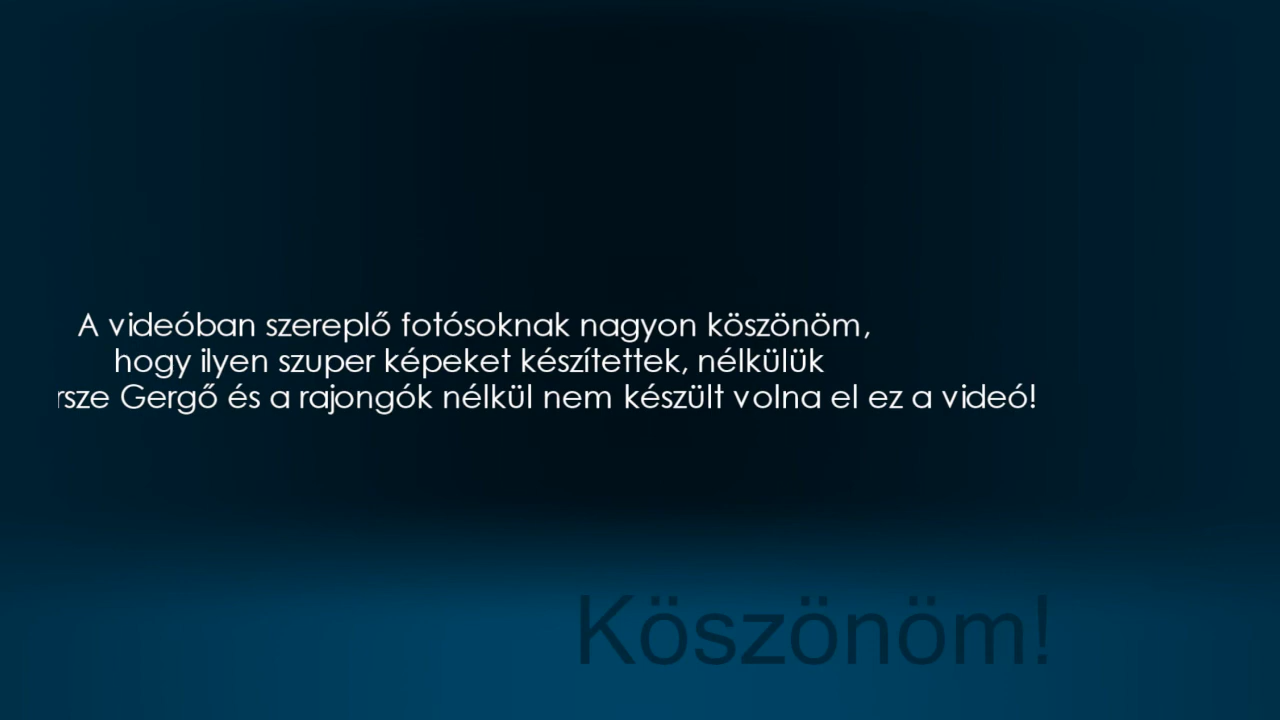 A videóban szereplő fotósoknak nagyon köszönöm,
hogy ilyen szuper képeket készítettek, nélkülük
Gergő és a rajongók nélkül nem készült volna el ez a videó!
Köszönöm!